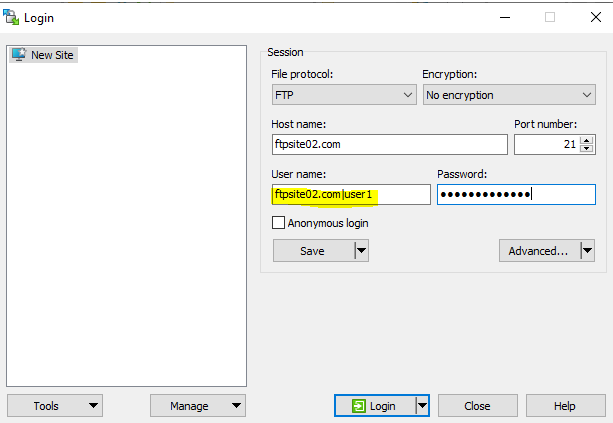 Login
New Site
Session
File protocol:
Encryption:
FTP
No encryption
Host name:
Port number:
ftpsite02.com
21
User name:
Password:
ftpsite02.com|user1
•••••••••••••
Anonymous login
Save
Advanced...
Tools
Manage
Login
Close
Help